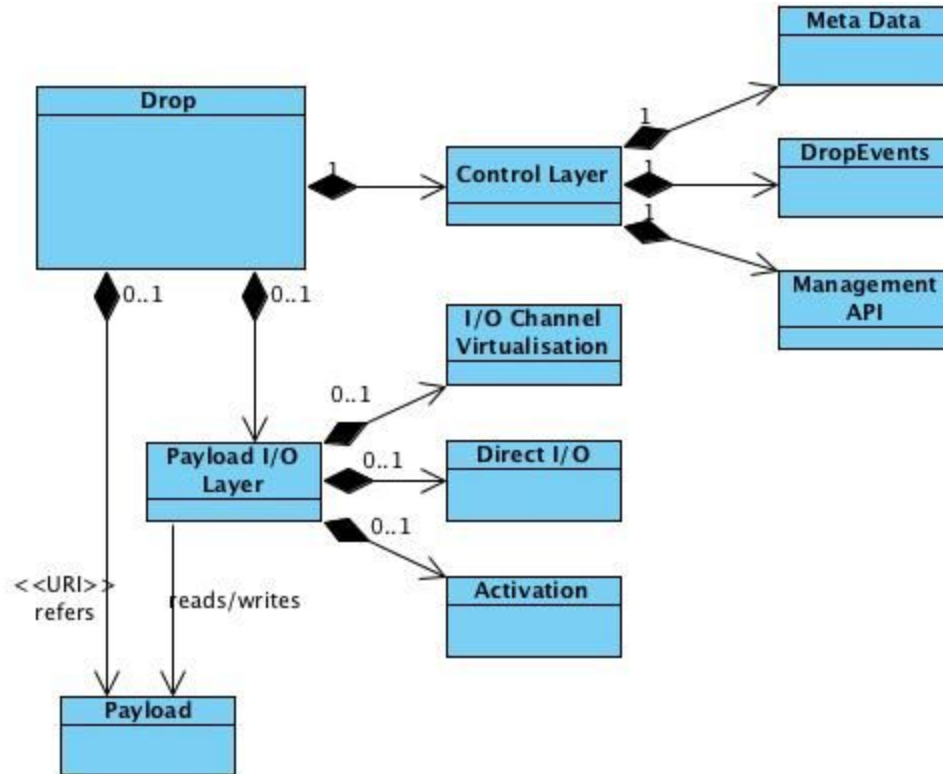 Meta Data
Drop
1
1
Control Layer
DropEvents
1
1
Management
API
0..1
0..1
I/O Channel
Virtualisation
0..1
Payload I/O
Layer
0..1
Direct I/O
0..1
Activation
<<URI>>
refers
reads/writes
Payload